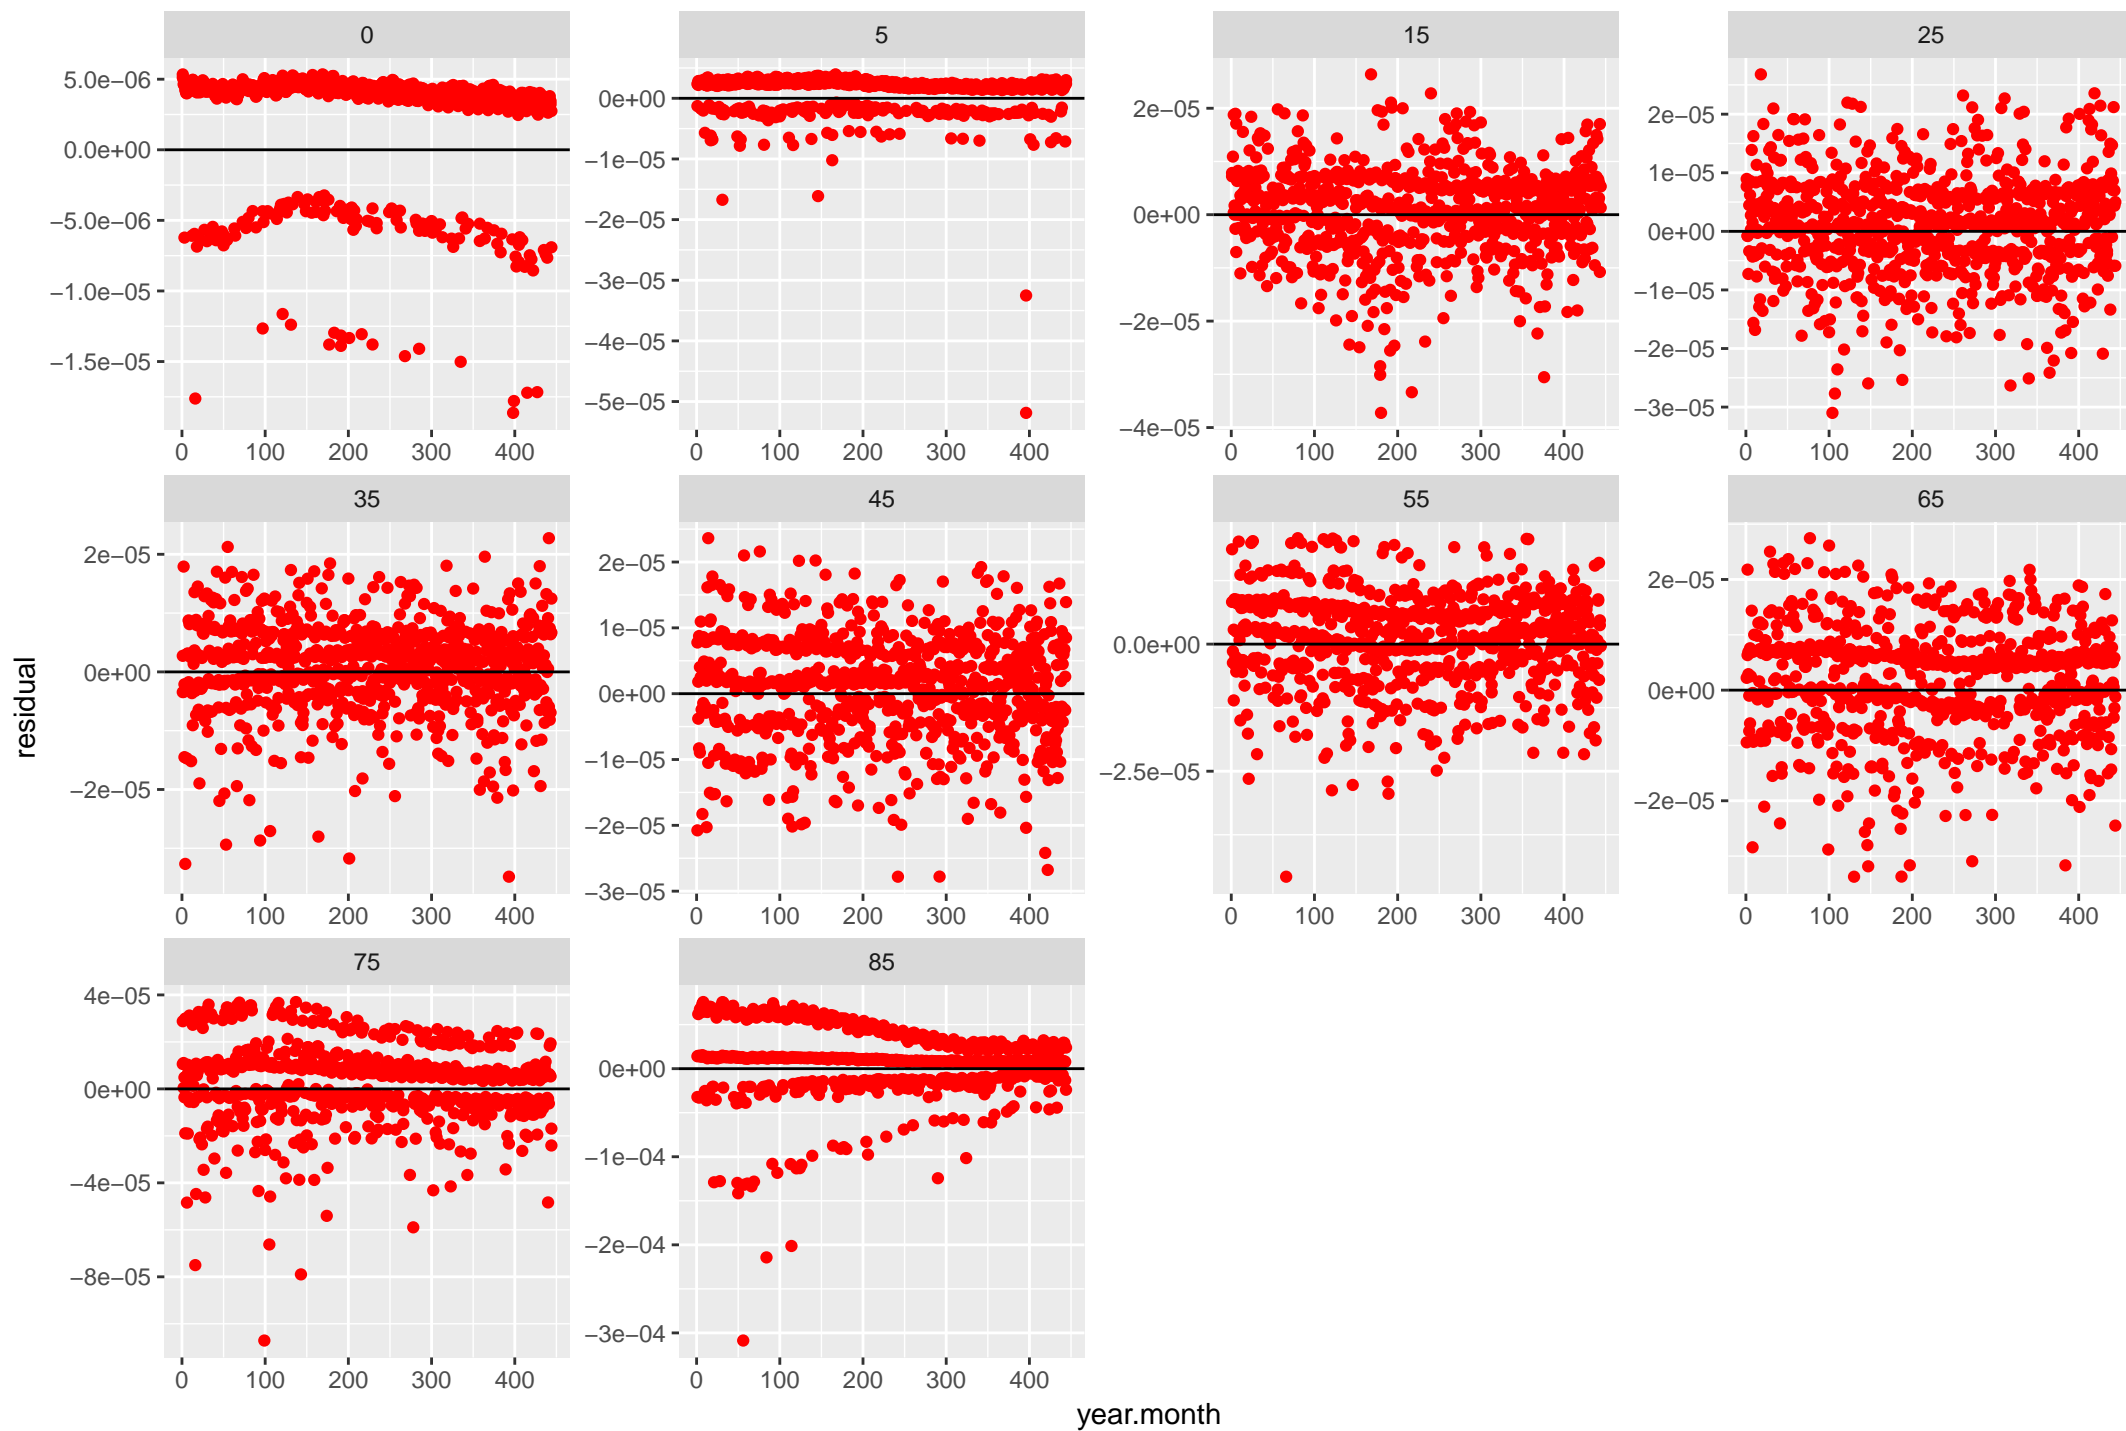 0 5 15 25
5.0e−06
0.0e+00
−5.0e−06
−1.0e−05
−1.5e−05
0e+00
−1e−05
−2e−05
−3e−05
−4e−05
−5e−05
2e−05
0e+00
−2e−05
−4e−05
2e−05
1e−05
0e+00
−1e−05
−2e−05
−3e−05
0 100 200 300 400 0 100 200 300 400 0 100 200 300 400 0 100 200 300 400
35 45 55 65
2e−05
0e+00
−2e−05
2e−05
1e−05
0e+00
−1e−05
−2e−05
−3e−05
0.0e+00
−2.5e−05
2e−05
0e+00
−2e−05
0 100 200 300 400 0 100 200 300 400 0 100 200 300 400 0 100 200 300 400
residual
75 85
4e−05
0e+00
−4e−05
−8e−05
0e+00
−1e−04
−2e−04
−3e−04
0 100 200 300 400 0 100 200 300 400
year.month